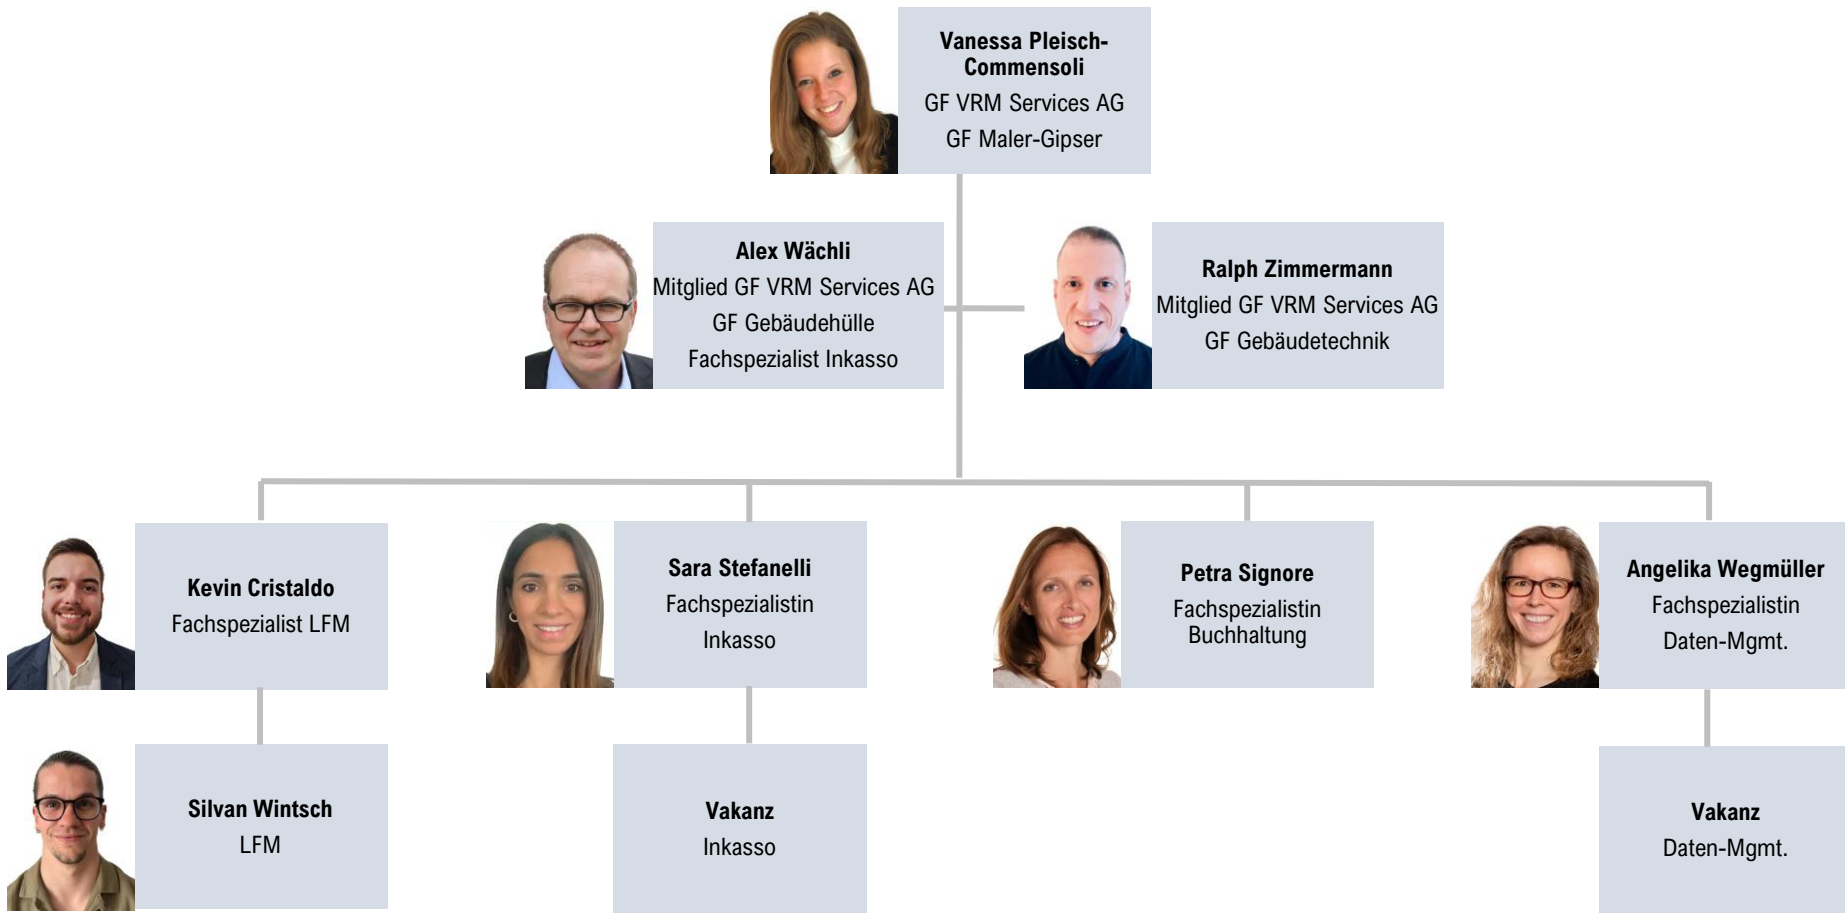 Vanessa Pleisch-
Commensoli
GF VRM Services AG
GF Maler-Gipser
Alex Wächli
Mitglied GF VRM Services AG
GF Gebäudehülle
Fachspezialist Inkasso
Ralph Zimmermann
Mitglied GF VRM Services AG
GF Gebäudetechnik
Kevin Cristaldo
Fachspezialist LFM
Sara Stefanelli
Fachspezialistin
Inkasso
Petra Signore
Fachspezialistin
Buchhaltung
Angelika Wegmüller
Fachspezialistin
Daten-Mgmt.
Silvan Wintsch
LFM
Vakanz
Inkasso
Vakanz
Daten-Mgmt.